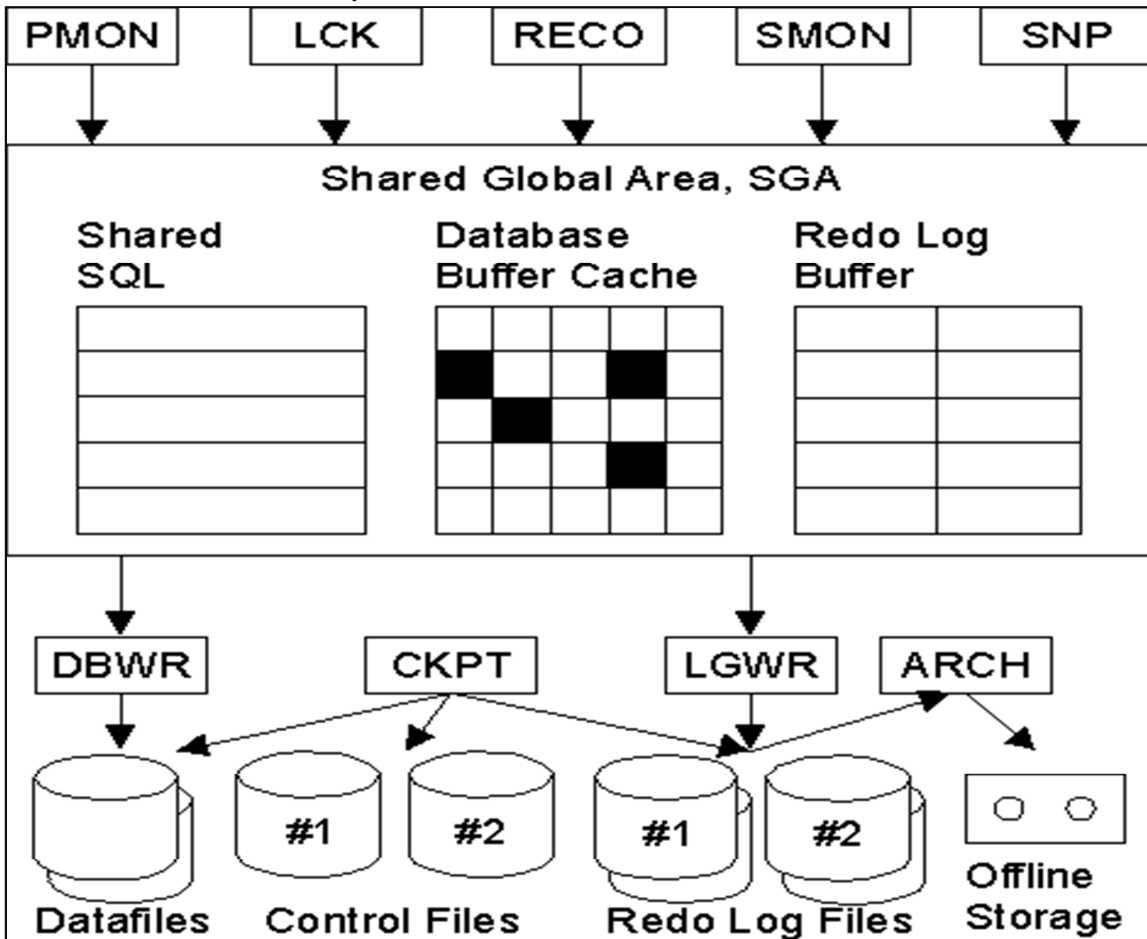 PMON LCK RECO SMON SNP
Shared Global Area, SGA
Shared
SQL
Database
Buffer Cache
Redo Log
Buffer
DBWR CKPT LGWR ARCH
#1 #2 #1 #2
Datafiles Control Files Redo Log Files
Offline
Storage